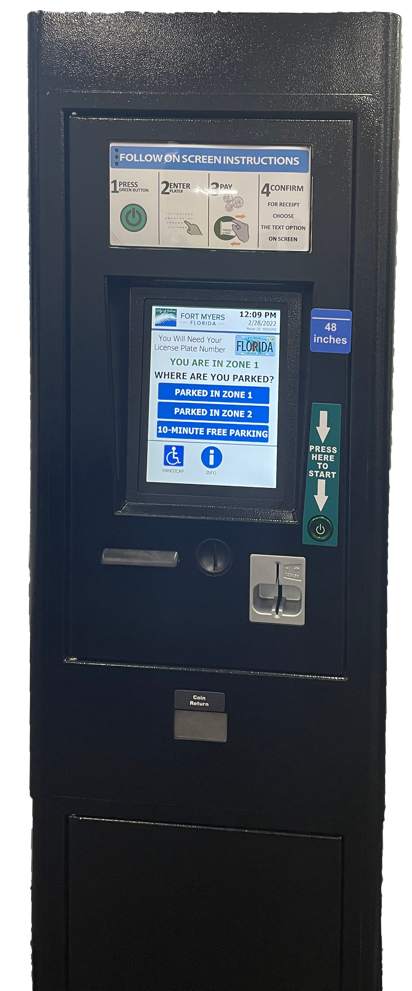 FOLLOW ON SCREEN INSTRUCTIONS
1 PRESS
GREEN BUTTON
2 ENTER
PLATE#
3 PAY
4 CONFIRM
FOR RECEIPT
CHOOSE
THE TEXT OPTION
ON SCREEN
FORT MYERS
FLORIDA
12:09 PM
2/28/2022
You Will Need Your
License Plate Number
FLORIDA
YOU ARE IN ZONE 1
WHERE ARE YOU PARKED?
PARKED IN ZONE 1
PARKED IN ZONE 2
10-MINUTE FREE PARKING
HANDICAP
INFO
48
inches
PRESS
HERE
TO
START
Coin
Return